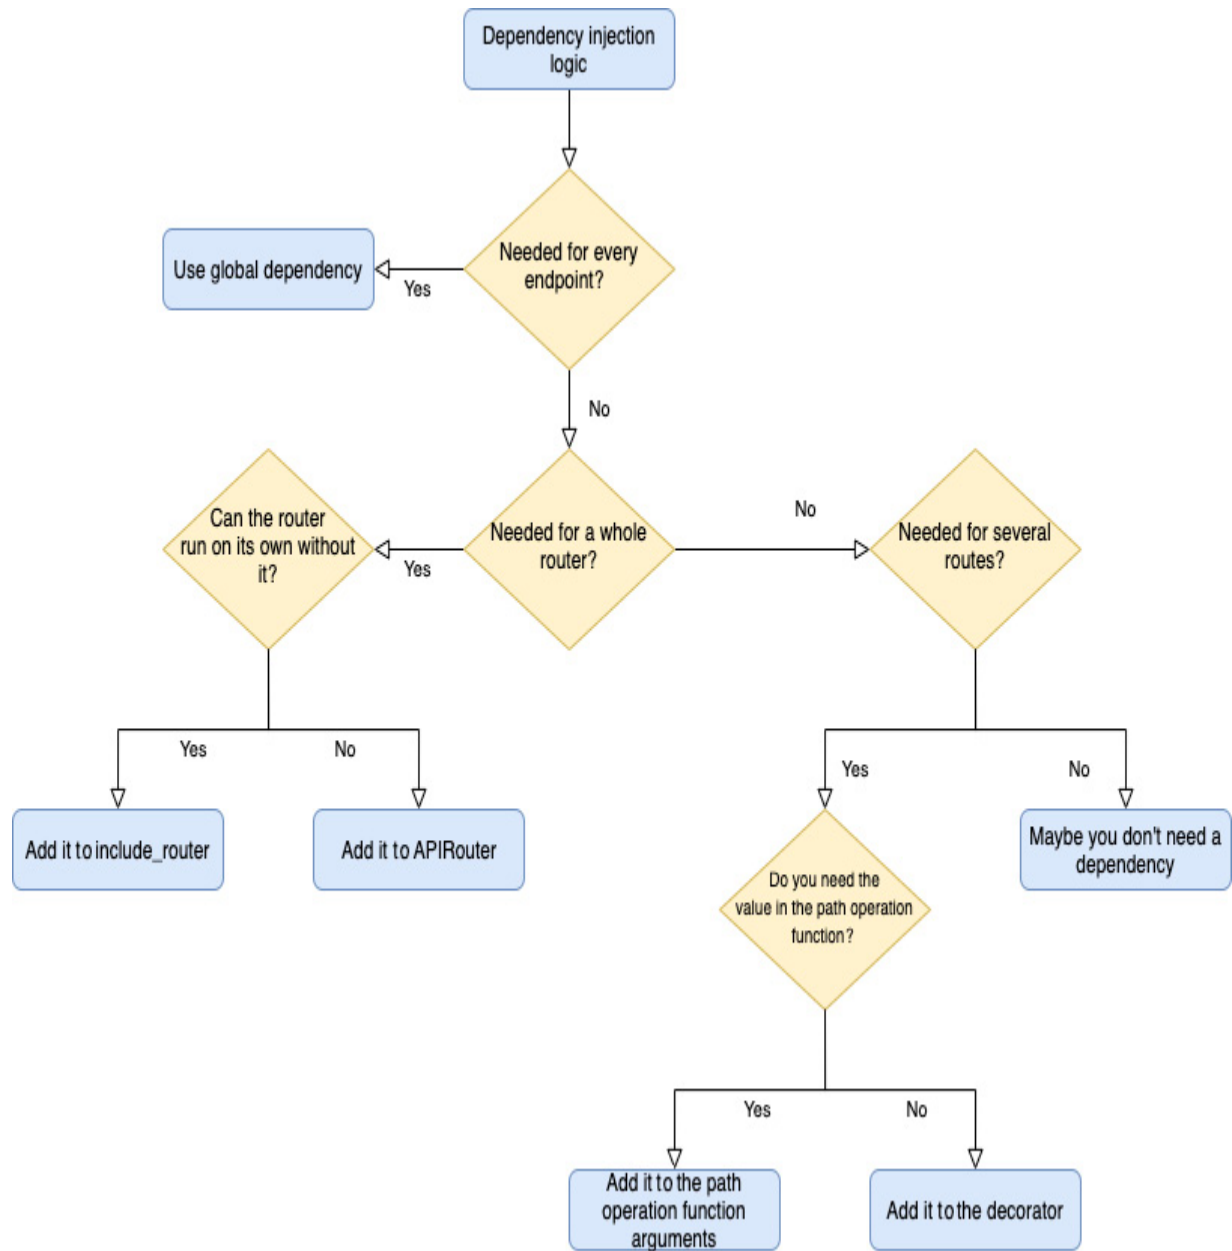 Dependency injection
logic
Needed for every
endpoint?
Use global dependency
Yes
No
Can the router
run on its own without
it?
Yes
Needed for a whole
router?
No
Needed for several
routes?
Yes
No
Yes
No
Add it to include_router
Add it to APIRouter
Maybe you don't need a
dependency
Do you need the
value in the path operation
function?
Yes
No
Add it to the path
operation function
arguments
Add it to the decorator